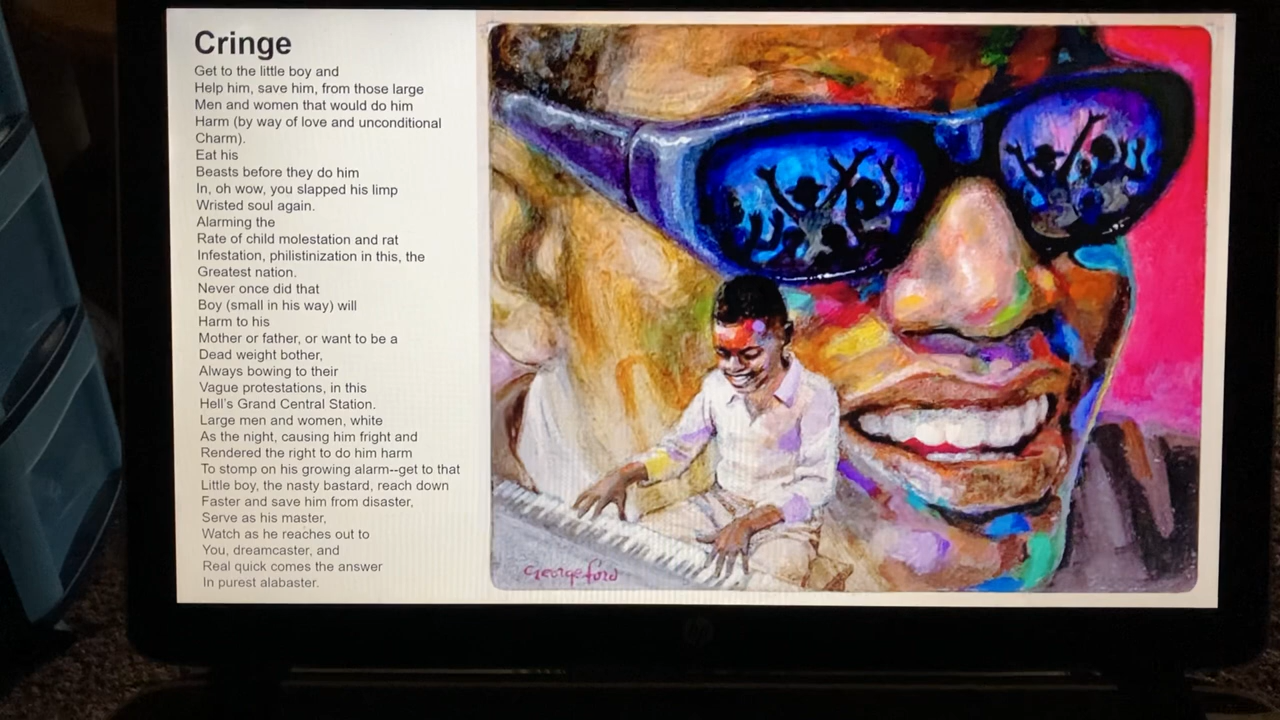 Cringe
Get to the little boy and
Help him, save him, from those large
Men and women that would do him
Harm (by way of love and unconditional
Charm).
Eat his
Beasts before they do him
In, oh wow, you slapped his limp
Wristed soul again.
Alarming the
Rate of child molestation and rat
Infestation, philistinization in this, the
Greatest nation.
Never once did that
Boy (small in his way) will
Harm to his
Mother or father, or want to be a
Dead weight bother,
Always bowing to their
Vague protestations, in this
Hell's Grand Central Station.
Large men and women, white
As the night, causing him fright and
Rendered the right to do him harm
To stomp on his growing alarm--get to that
Little boy, the nasty bastard, reach down
Faster and save him from disaster,
Serve as his master,
Watch as he reaches out to
You, dreamcaster, and
Real quick comes the answer
In purest alabaster.
George ford
hp